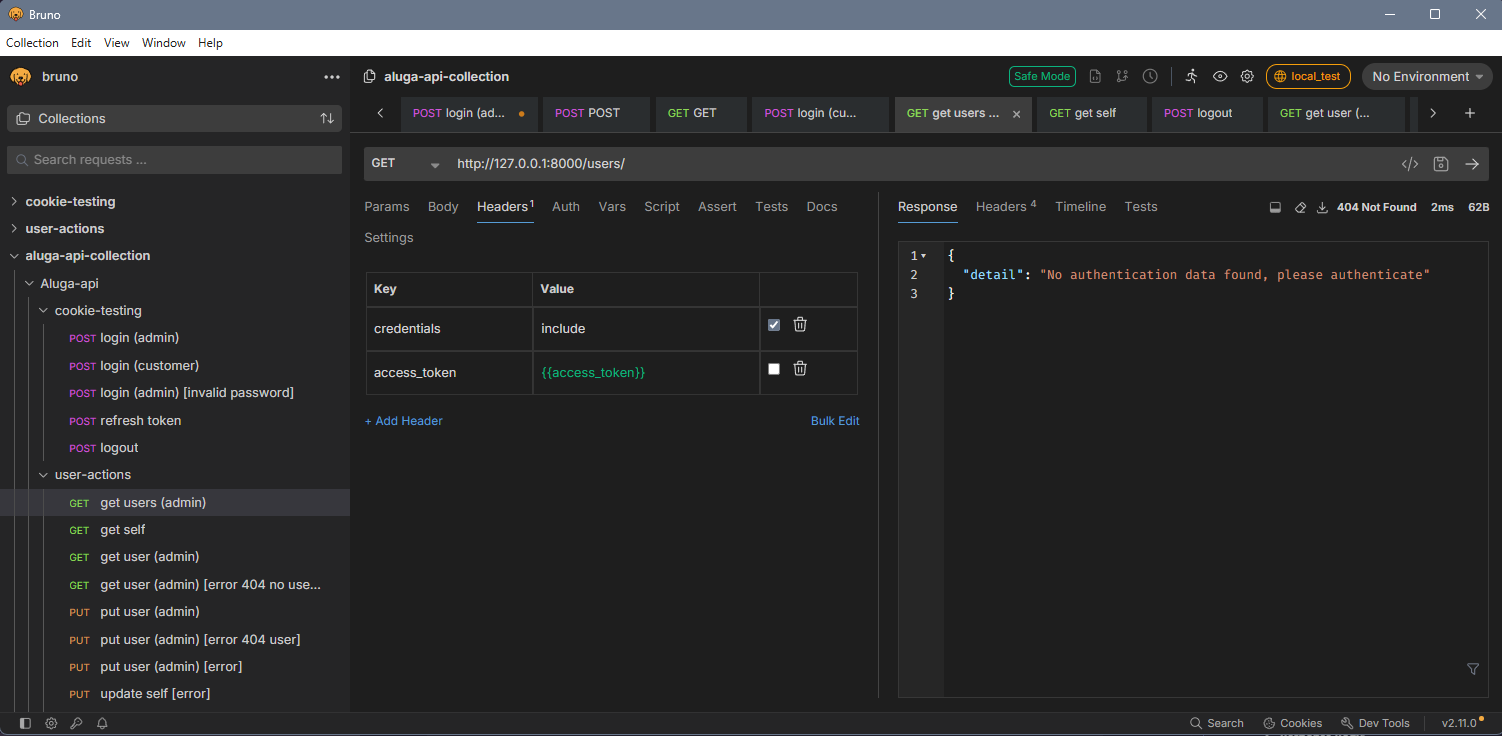 Bruno
Collection Edit View Window Help
bruno
aluga-api-collection
Safe Mode
local_test
No Environment
Collections
POST login (ad...
POST POST
GET GET
POST login (cu...
GET get users ...
GET get self
POST logout
GET get user (...
Search requests ...
GET
http://127.0.0.1:8000/users/
cookie-testing
user-actions
aluga-api-collection
Aluga-api
cookie-testing
POST login (admin)
POST login (customer)
POST login (admin) [invalid password]
POST refresh token
POST logout
user-actions
GET get users (admin)
GET get self
GET get user (admin)
GET get user (admin) [error 404 no use...
PUT put user (admin)
PUT put user (admin) [error 404 user]
PUT put user (admin) [error]
PUT update self [error]
Params Body Headers 1 Auth Vars Script Assert Tests Docs
Settings
Key Value
credentials include
access_token {{access_token}}
+ Add Header Bulk Edit
Response Headers 4 Timeline Tests
404 Not Found 2ms 62B
1 {
2 "detail": "No authentication data found, please authenticate"
3 }
Search Cookies Dev Tools v2.11.0